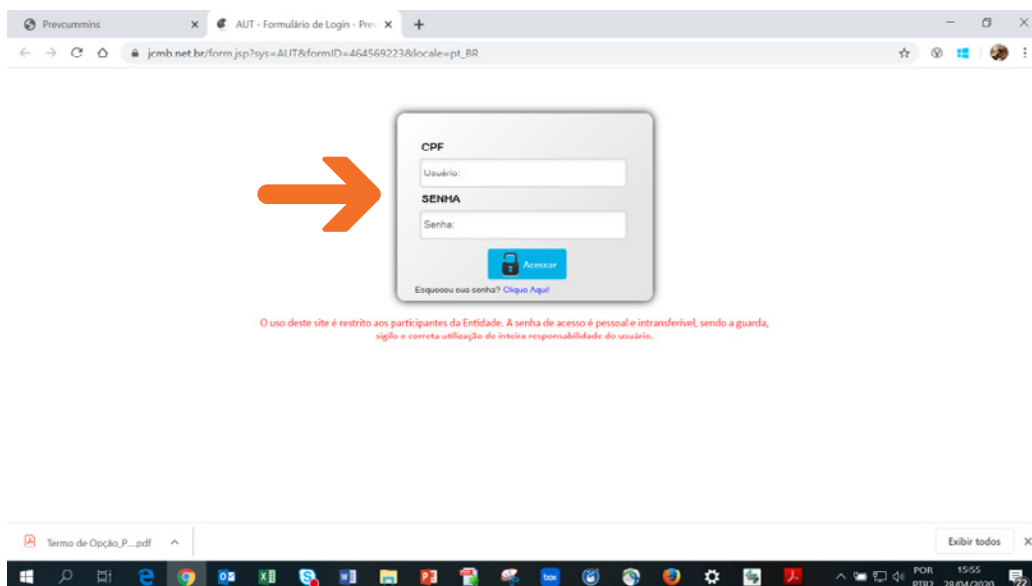 Prevcummins
AUT - Formulário de Login - Prev
jcmb.net.br/form.jsp?sys=AUT&formID=464569223&locale=pt_BR
CPF
Usuário:
SENHA
Senha:
Acessar
Esqueceu sua senha? Clique Aqui!
O uso deste site é restrito aos participantes da Entidade. A senha de acesso é pessoal e intransferível, sendo a guarda,
sigilo e correta utilização de inteira responsabilidade do usuário.
Termo de Opção_P....pdf
Exibir todos
box
POR 15:55
PTB2 28/04/2020